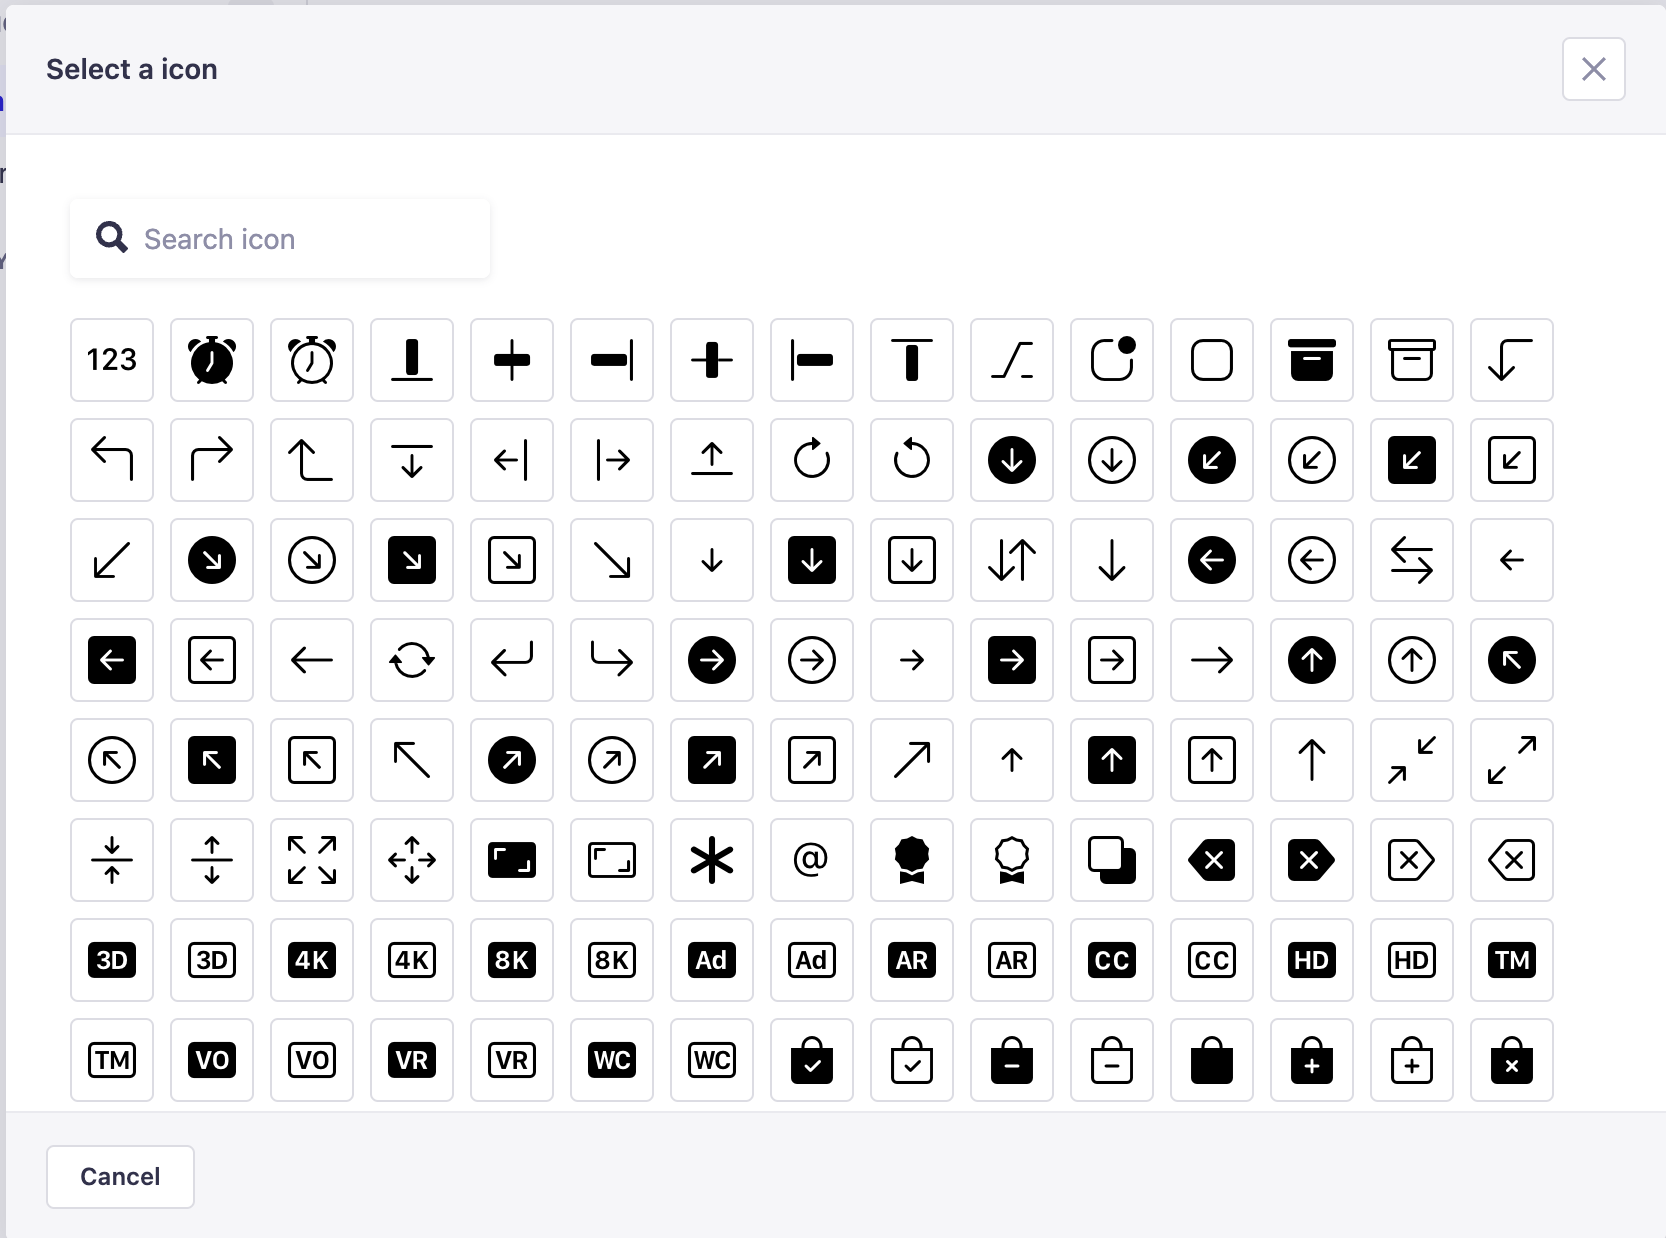 Select a icon
Search icon
123
@
3D 3D 4K 4K 8K 8K Ad Ad AR AR CC CC HD HD TM
TM VO VO VR VR WC WC
Cancel